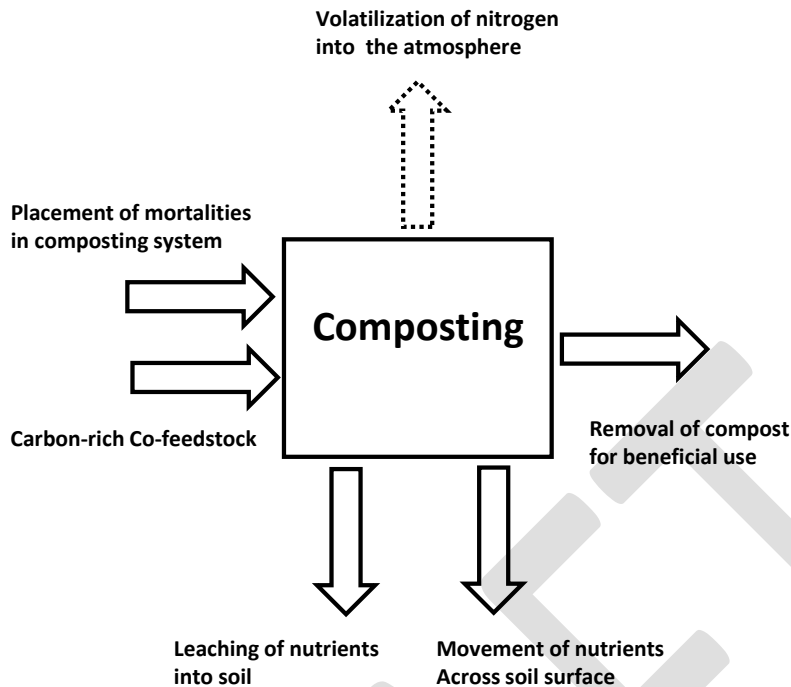 Volatilization of nitrogen
into the atmosphere
Placement of mortalities
in composting system
Composting
Carbon-rich Co-feedstock
Removal of compost
for beneficial use
Leaching of nutrients
into soil
Movement of nutrients
Across soil surface